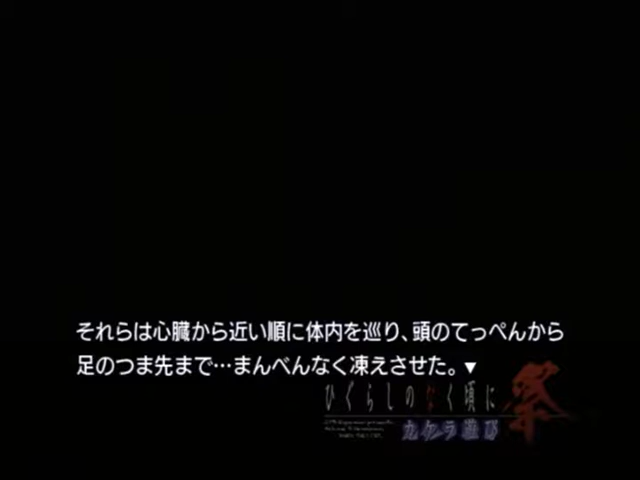 それらは心臓から近い順に体内を巡り、頭のてっぺんから
足のつま先まで…まんべんなく凍えさせた。▼
ひぐらしのなく頃に 祭
カケラ遊び